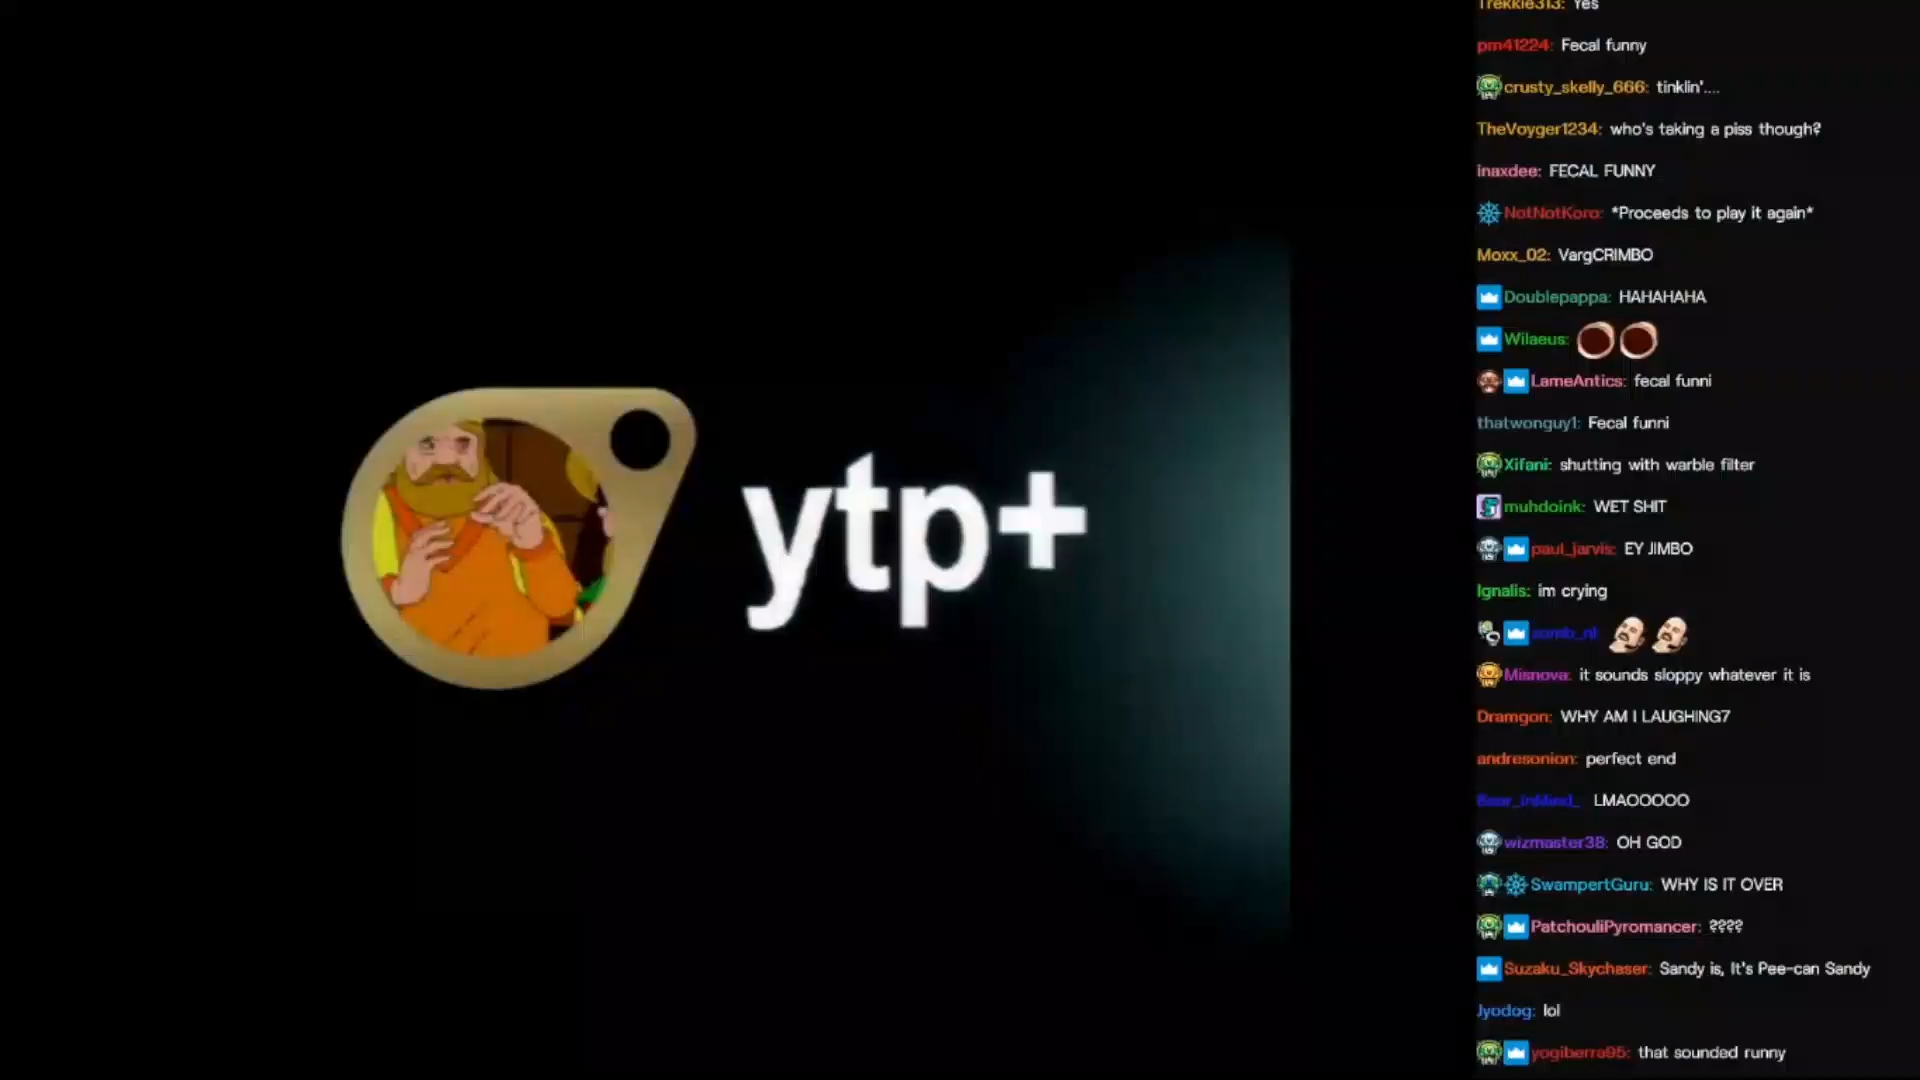 ytp+
Trekkie313: Yes
pm41224: Fecal funny
crusty_skelly_666: tinklin'....
TheVoyger1234: who's taking a piss though?
inaxdee: FECAL FUNNY
NotNotKoro: *Proceeds to play it again*
Moxx_02: VargCRIMBO
Doublepappa: HAHAHAHA
Wilaeus:
LameAntics: fecal funni
thatwonguy1: Fecal funni
Xifani: shutting with warble filter
muhdoink: WET SHIT
paul_jarvis: EY JIMBO
Ignalis: im crying
Misnova: it sounds sloppy whatever it is
Dramgon: WHY AM I LAUGHING7
andresonion: perfect end
LMAOOOOO
wizmaster38: OH GOD
SwampertGuru: WHY IS IT OVER
PatchouliPyromancer: ????
Suzaku_Skychaser: Sandy is, It's Pee-can Sandy
Jyodog: lol
yogiberra95: that sounded runny